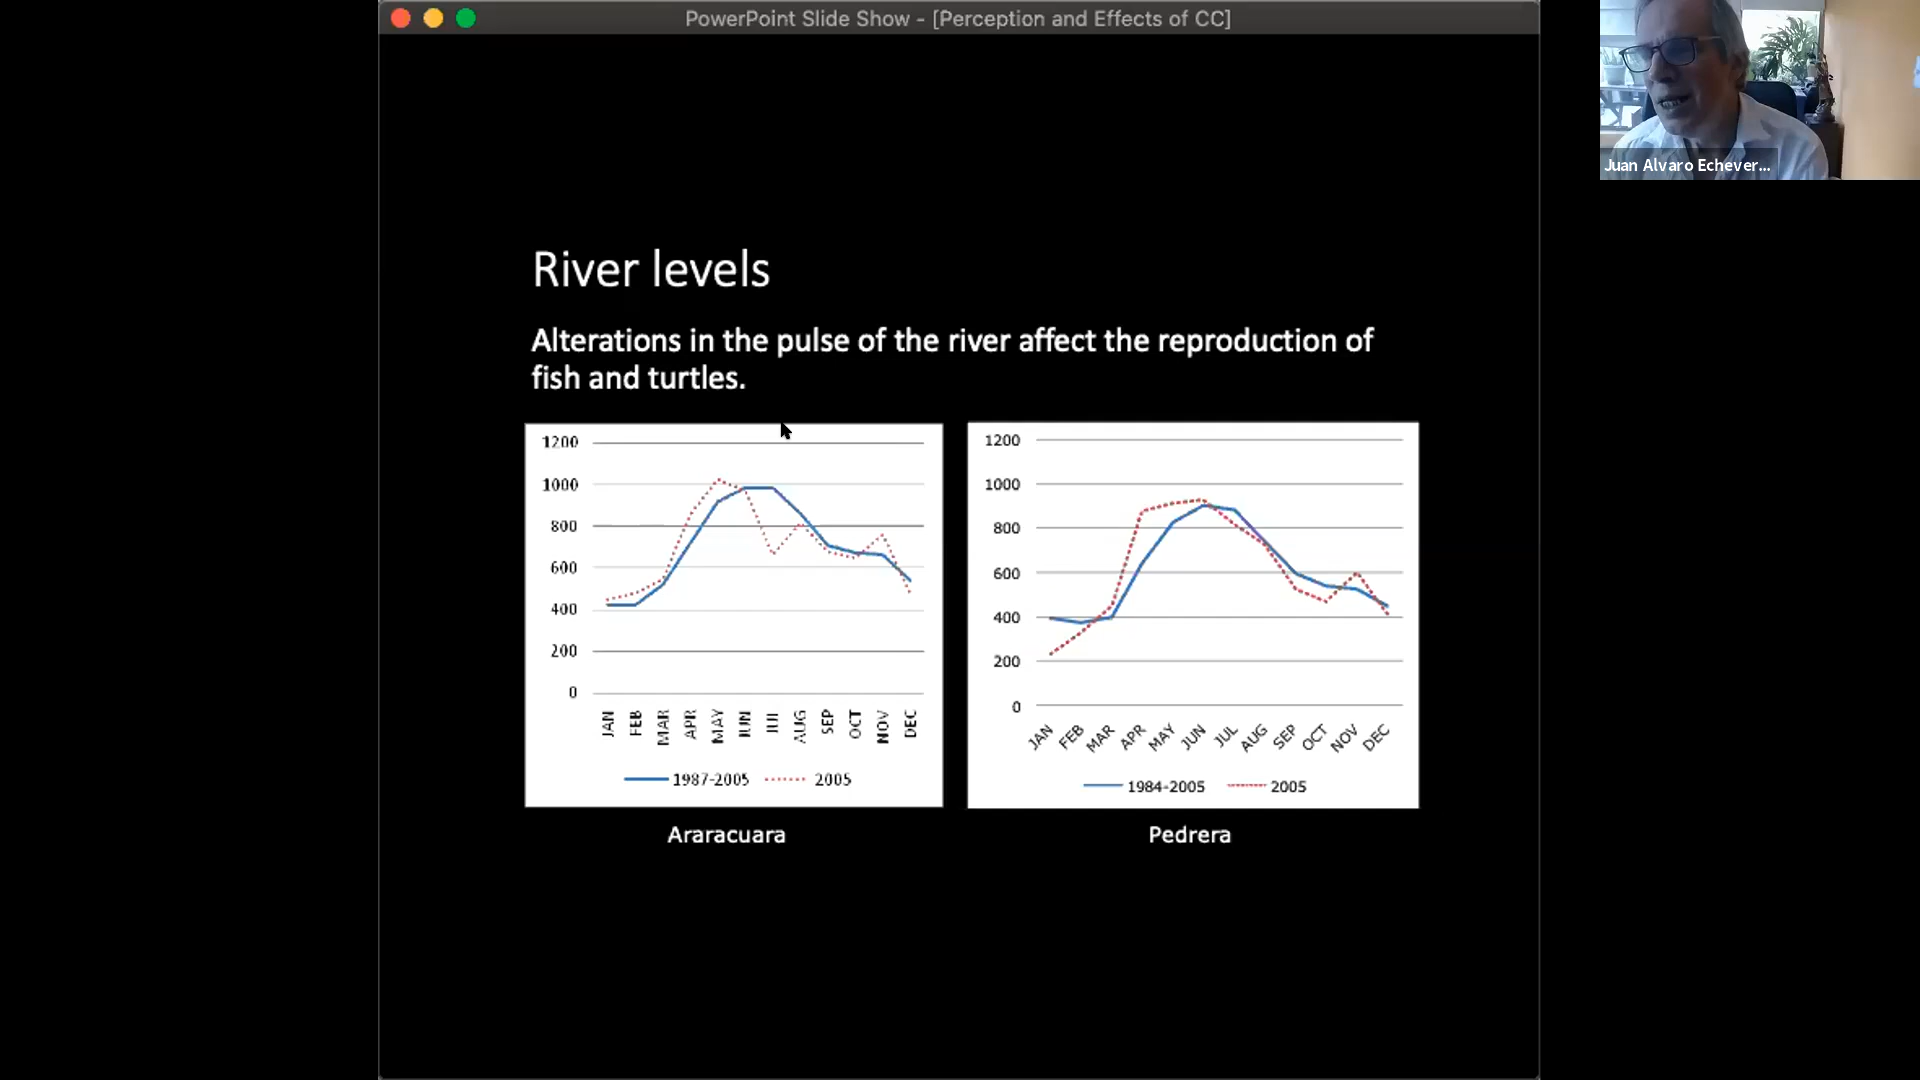 PowerPoint Slide Show - [Perception and Effects of CC]
Juan Alvaro Echever...
River levels
Alterations in the pulse of the river affect the reproduction of
fish and turtles.
1200
1000
800
600
400
200
0
JAN FEB MAR APR MAY JUN JUL AUG SEP OCT NOV DEC
1987-2005 2005
Araracuara
1200
1000
800
600
400
200
0
JAN FEB MAR APR MAY JUN JUL AUG SEP OCT NOV DEC
1984-2005 2005
Pedrera